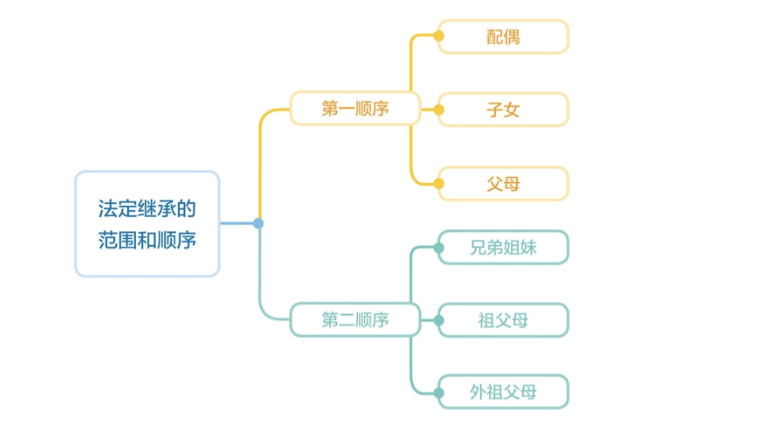 法定继承的
范围和顺序
第一顺序
配偶
子女
父母
第二顺序
兄弟姐妹
祖父母
外祖父母